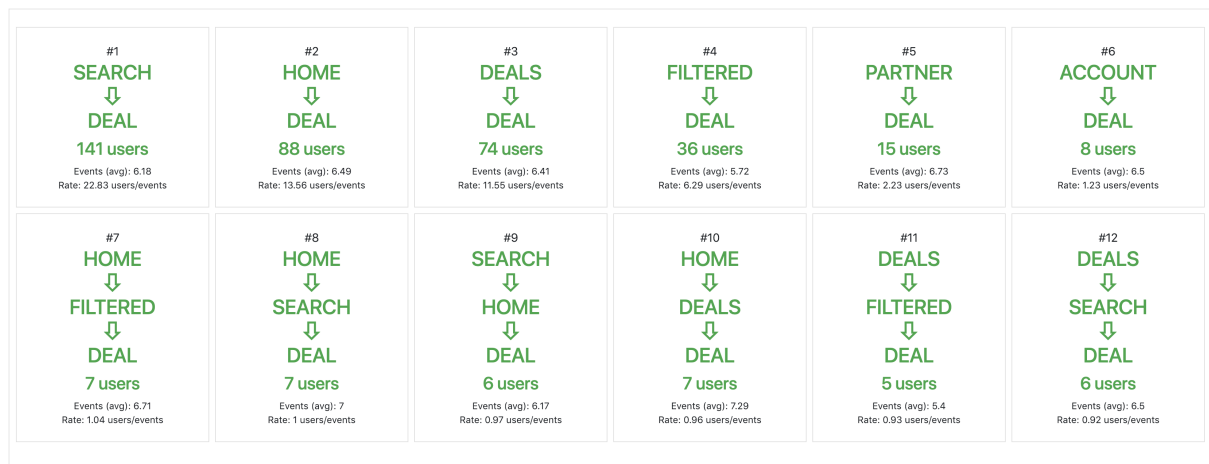 #1
SEARCH
DEAL
141 users
Events (avg): 6.18
Rate: 22.83 users/events
#2
HOME
DEAL
88 users
Events (avg): 6.49
Rate: 13.56 users/events
#3
DEALS
DEAL
74 users
Events (avg): 6.41
Rate: 11.55 users/events
#4
FILTERED
DEAL
36 users
Events (avg): 5.72
Rate: 6.29 users/events
#5
PARTNER
DEAL
15 users
Events (avg): 6.73
Rate: 2.23 users/events
#6
ACCOUNT
DEAL
8 users
Events (avg): 6.5
Rate: 1.23 users/events
#7
HOME
FILTERED
DEAL
7 users
Events (avg): 6.71
Rate: 1.04 users/events
#8
HOME
SEARCH
DEAL
7 users
Events (avg): 7
Rate: 1 users/events
#9
SEARCH
HOME
DEAL
6 users
Events (avg): 6.17
Rate: 0.97 users/events
#10
HOME
DEALS
DEAL
7 users
Events (avg): 7.29
Rate: 0.96 users/events
#11
DEALS
FILTERED
DEAL
5 users
Events (avg): 5.4
Rate: 0.93 users/events
#12
DEALS
SEARCH
DEAL
6 users
Events (avg): 6.5
Rate: 0.92 users/events